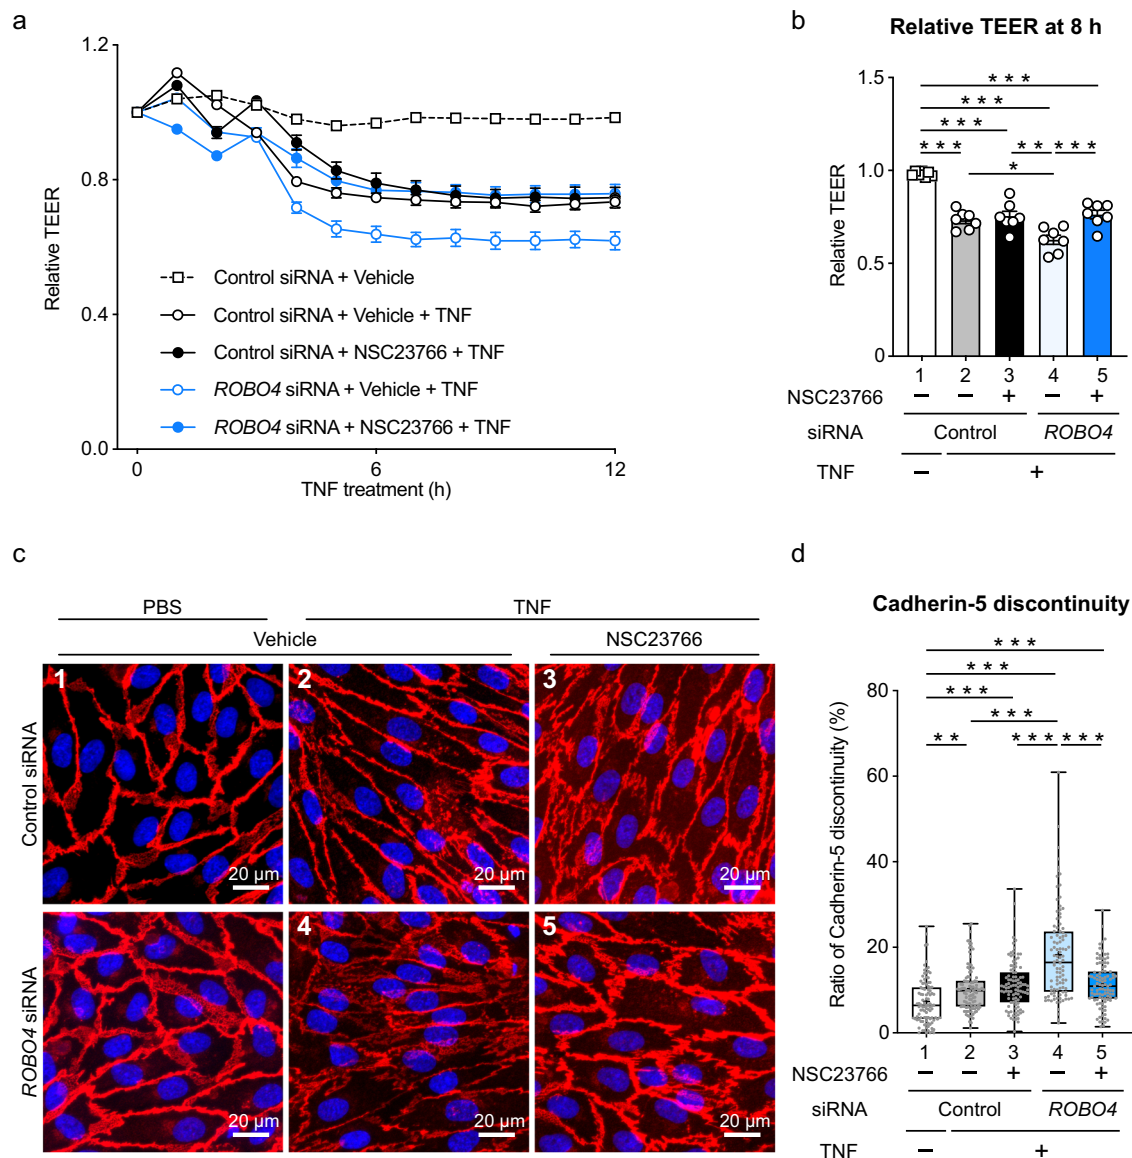 a
1.2
0.8
0.4
0.0
Relative TEER
Control siRNA + Vehicle
Control siRNA + Vehicle + TNF
Control siRNA + NSC23766 + TNF
ROBO4 siRNA + Vehicle + TNF
ROBO4 siRNA + NSC23766 + TNF
0 6 12
TNF treatment (h)
b
Relative TEER at 8 h
* * *
* * *
* * *
* * * * * * * *
*
1.5
1.0
0.5
0
Relative TEER
1 2 3 4 5
NSC23766 − − + − +
siRNA Control ROBO4
TNF − +
c
PBS TNF
Vehicle NSC23766
Control siRNA
1 2 3
20 µm 20 µm 20 µm
ROBO4 siRNA
4 5
20 µm 20 µm 20 µm
d
Cadherin-5 discontinuity
* * *
* * *
* * *
* * *
* * * * * * * *
80
60
40
20
0
Ratio of Cadherin-5 discontinuity (%)
1 2 3 4 5
NSC23766 − − + − +
siRNA Control ROBO4
TNF − +